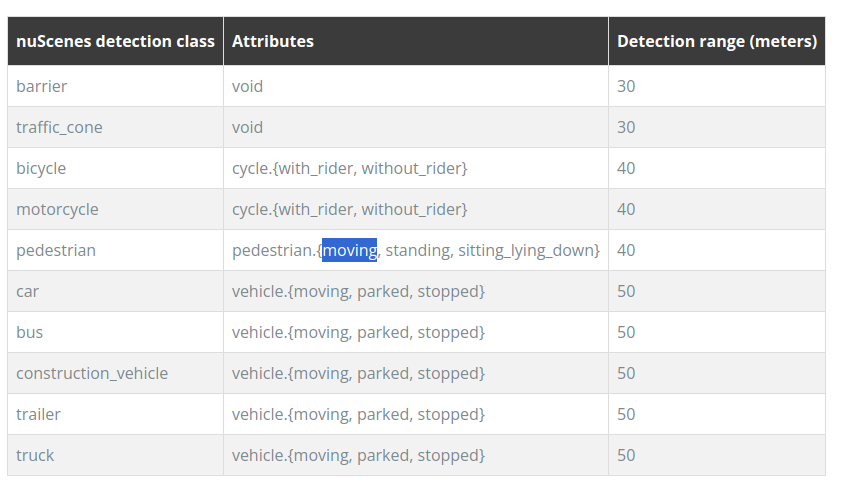 nuScenes detection class Attributes Detection range (meters)
barrier void 30
traffic_cone void 30
bicycle cycle.{with_rider, without_rider} 40
motorcycle cycle.{with_rider, without_rider} 40
pedestrian pedestrian.{moving, standing, sitting_lying_down} 40
car vehicle.{moving, parked, stopped} 50
bus vehicle.{moving, parked, stopped} 50
construction_vehicle vehicle.{moving, parked, stopped} 50
trailer vehicle.{moving, parked, stopped} 50
truck vehicle.{moving, parked, stopped} 50